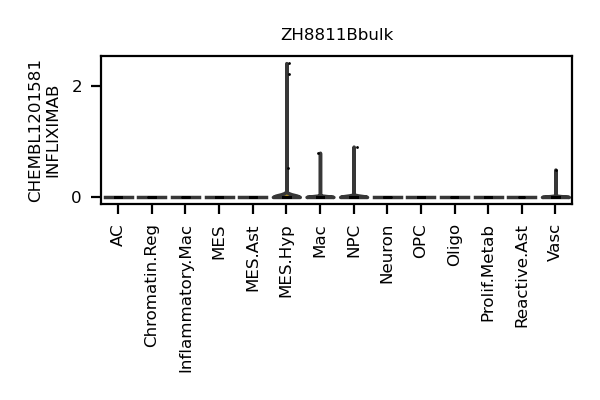 ZH8811Bbulk
CHEMBL1201581
INFLIXIMAB
2
0
AC
Chromatin.Reg
Inflammatory.Mac
MES
MES.Ast
MES.Hyp
Mac
NPC
Neuron
OPC
Oligo
Prolif.Metab
Reactive.Ast
Vasc